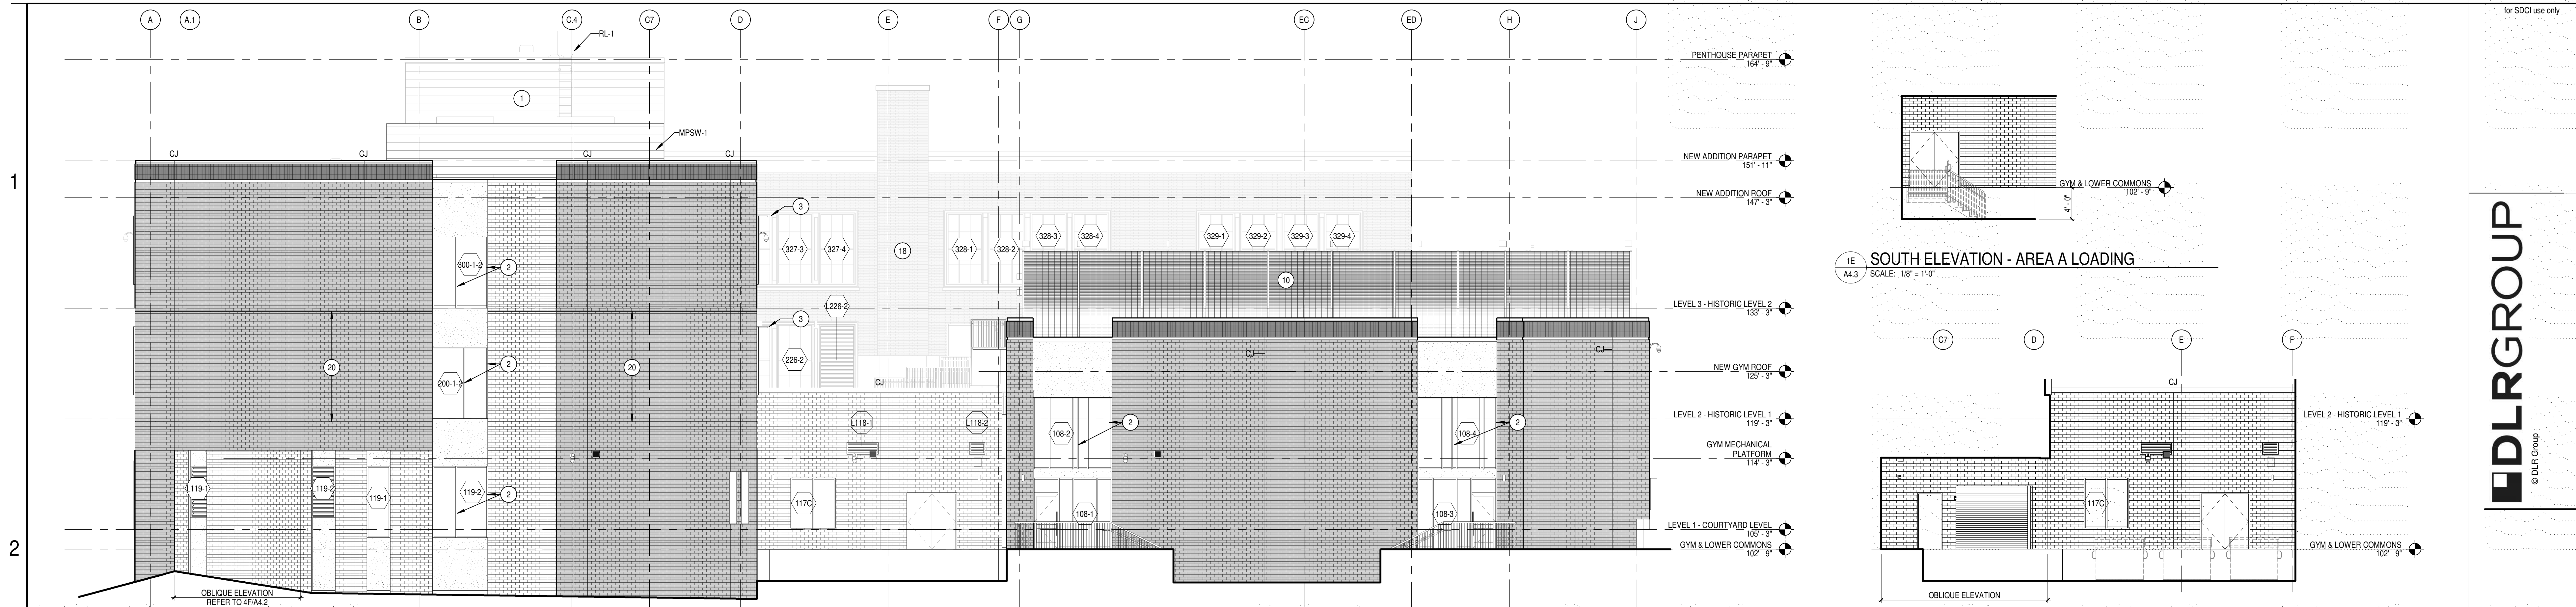 A A.1 B C.4 C7 D E F G EC ED H J
for SDCI use only
RL-1
PENTHOUSE PARAPET
164' - 9"
1
MPSW-1
CJ CJ CJ CJ
1
NEW ADDITION PARAPET
151' - 11"
NEW ADDITION ROOF
147' - 3"
GYM & LOWER COMMONS
102' - 9"
4' - 0"
3
327-3 327-4 18 328-1 328-2 328-3 328-4 329-1 329-2 329-3 329-4
300-1-2 2
10
1E SOUTH ELEVATION - AREA A LOADING
A4.3 SCALE: 1/8" = 1'-0"
L226-2
LEVEL 3 - HISTORIC LEVEL 2
133' - 3"
3
C7 D E F
226-2
CJ
CJ
20 20
2
200-1-2
CJ
NEW GYM ROOF
125' - 3"
CJ
LEVEL 2 - HISTORIC LEVEL 1
119' - 3"
LEVEL 2 - HISTORIC LEVEL 1
119' - 3"
L118-1 L118-2
108-2 2
108-4 2
GYM MECHANICAL
PLATFORM
114' - 3"
L119-1 L119-2 119-1 119-2 2
117C
108-1
108-3
117C
LEVEL 1 - COURTYARD LEVEL
105' - 3"
2
GYM & LOWER COMMONS
102' - 9"
GYM & LOWER COMMONS
102' - 9"
OBLIQUE ELEVATION
REFER TO 4F/A4.2
OBLIQUE ELEVATION
DLRGROUP
© DLR Group